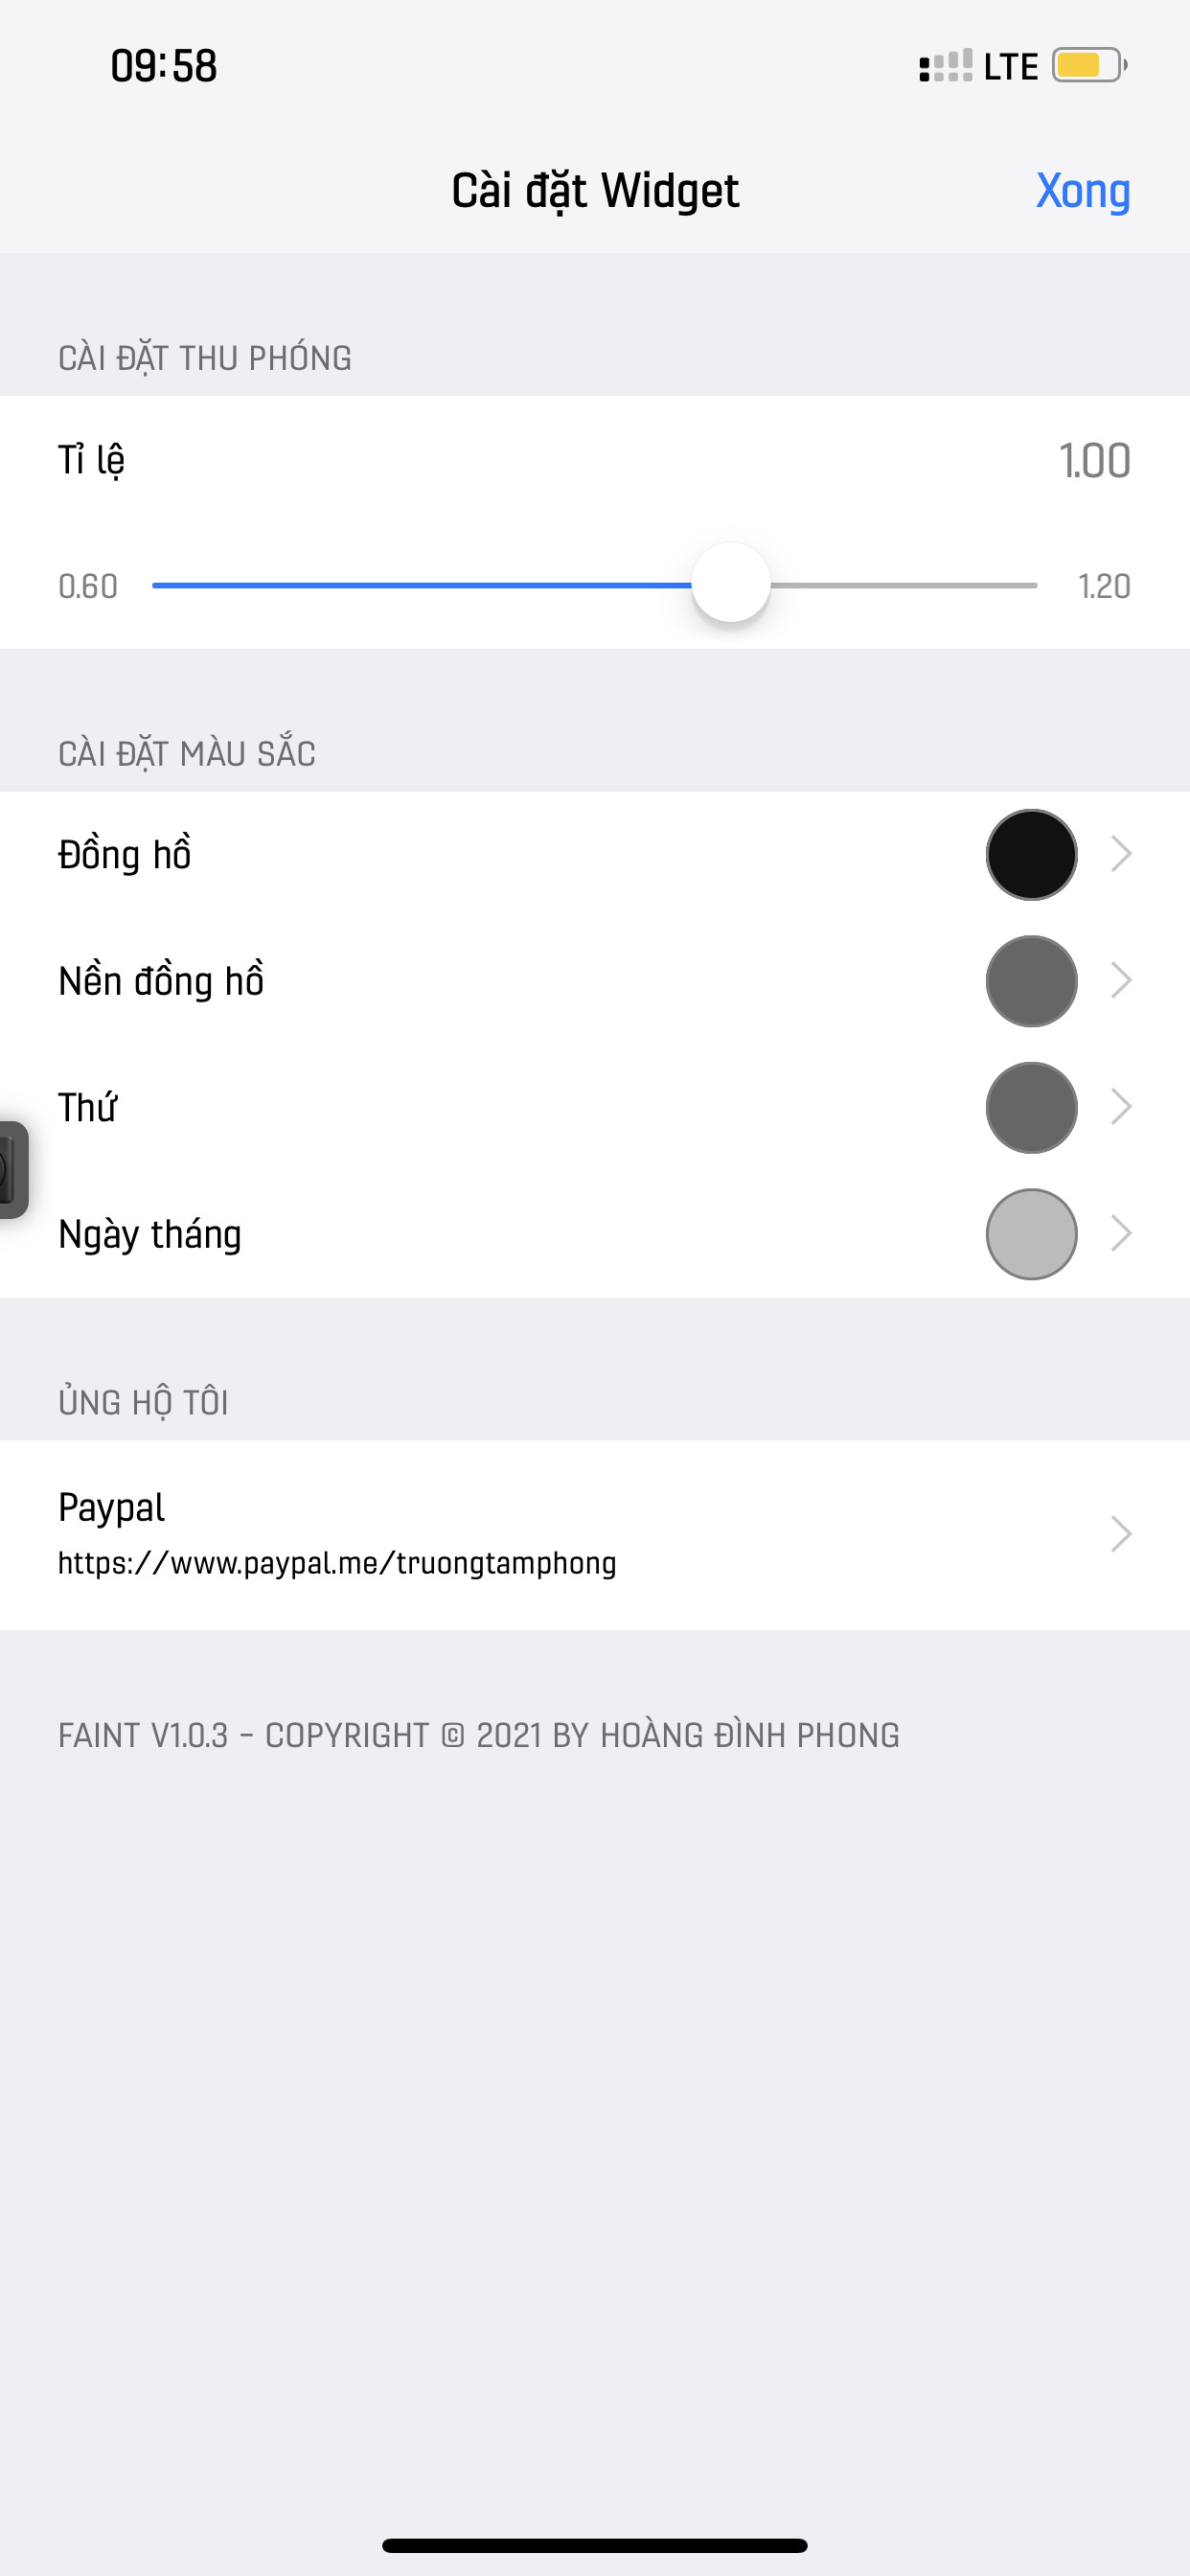 09:58
LTE
Cài đặt Widget
Xong
CÀI ĐẶT THU PHÓNG
Tỉ lệ
1.00
0.60
1.20
CÀI ĐẶT MÀU SẮC
Đồng hồ
Nền đồng hồ
Thứ
Ngày tháng
ỦNG HỘ TÔI
Paypal
https://www.paypal.me/truongtamphong
FAINT V1.0.3 - COPYRIGHT © 2021 BY HOÀNG ĐÌNH PHONG